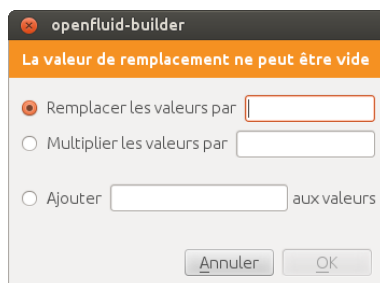 openfluid-builder
La valeur de remplacement ne peut être vide
Remplacer les valeurs par
Multiplier les valeurs par
Ajouter aux valeurs
Annuler OK